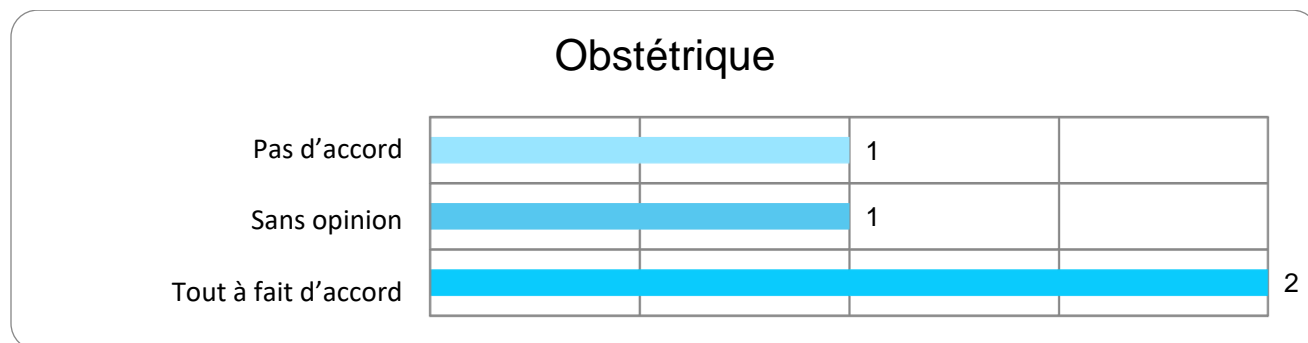 Obstétrique
Pas d’accord 1
Sans opinion 1
Tout à fait d’accord 2